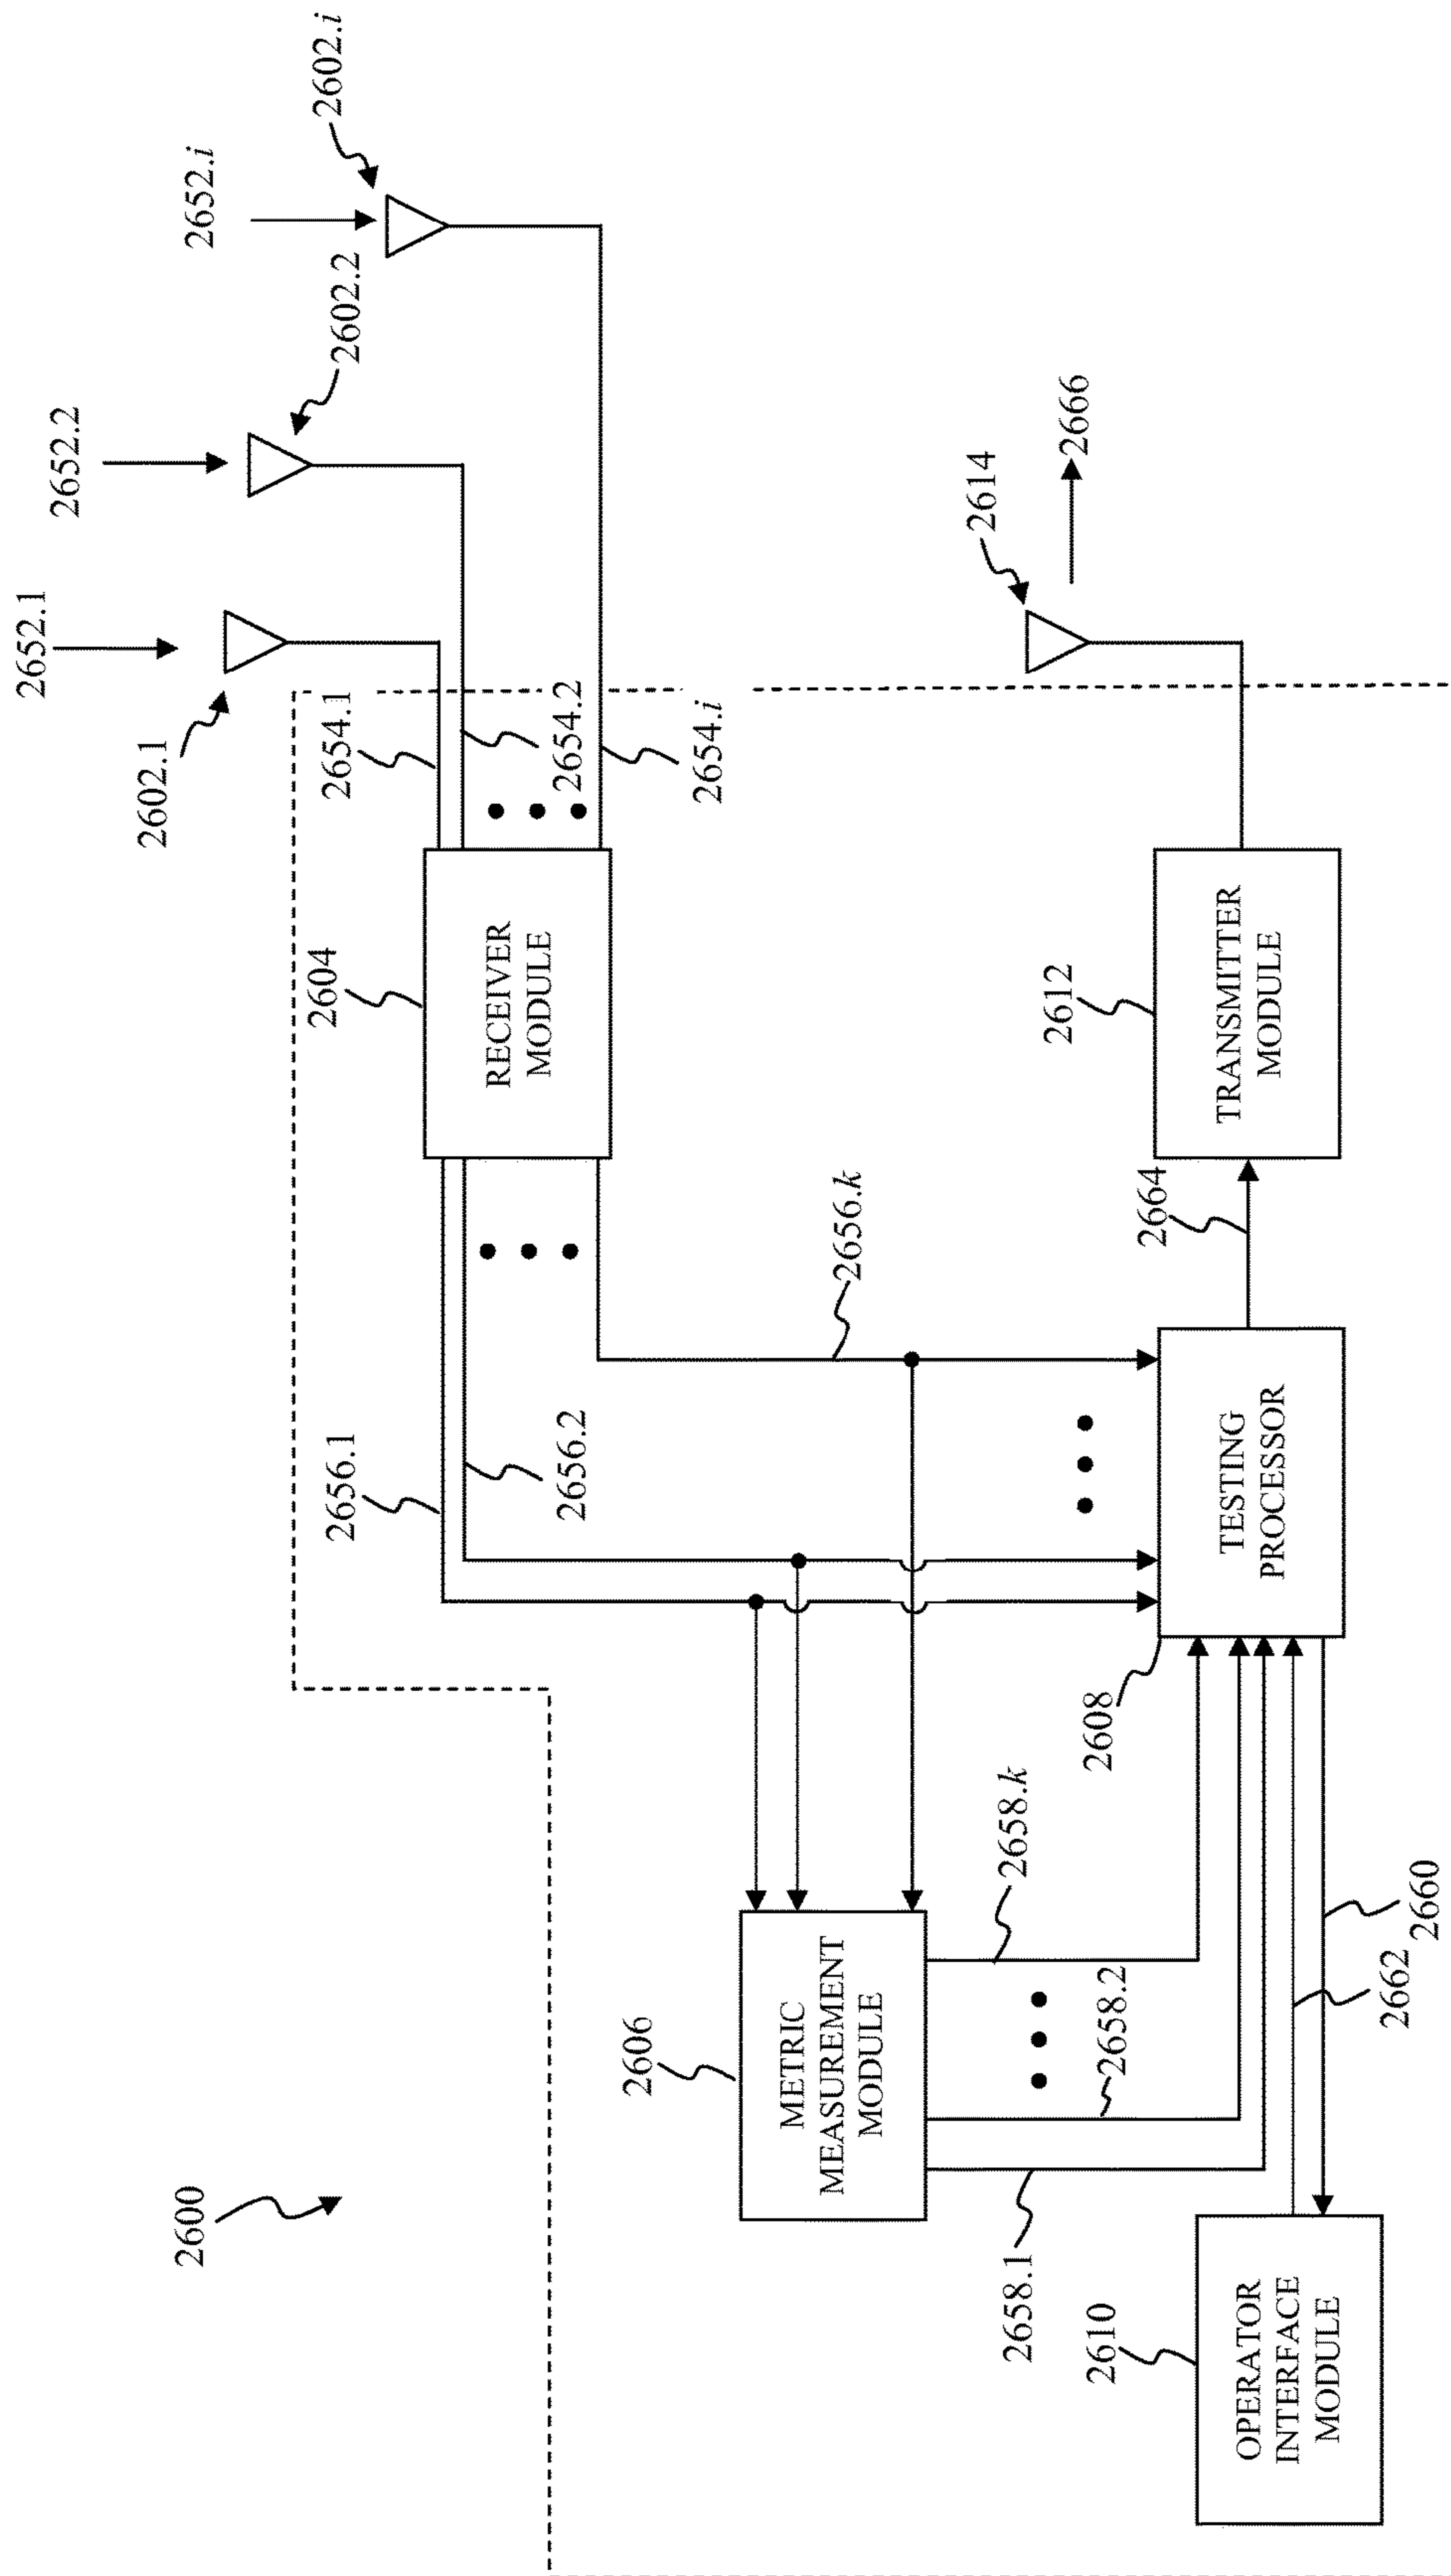 2600
2652.1
2652.2
2652.i
2602.1
2602.2
2602.i
2654.1
2654.2
2654.i
2604
RECEIVER
MODULE
2656.1
2656.2
2656.k
2606
METRIC
MEASUREMENT
MODULE
2658.1
2658.2
2658.k
2608
TESTING
PROCESSOR
2664
2612
TRANSMITTER
MODULE
2614
2666
2610
OPERATOR
INTERFACE
MODULE
2662
2660